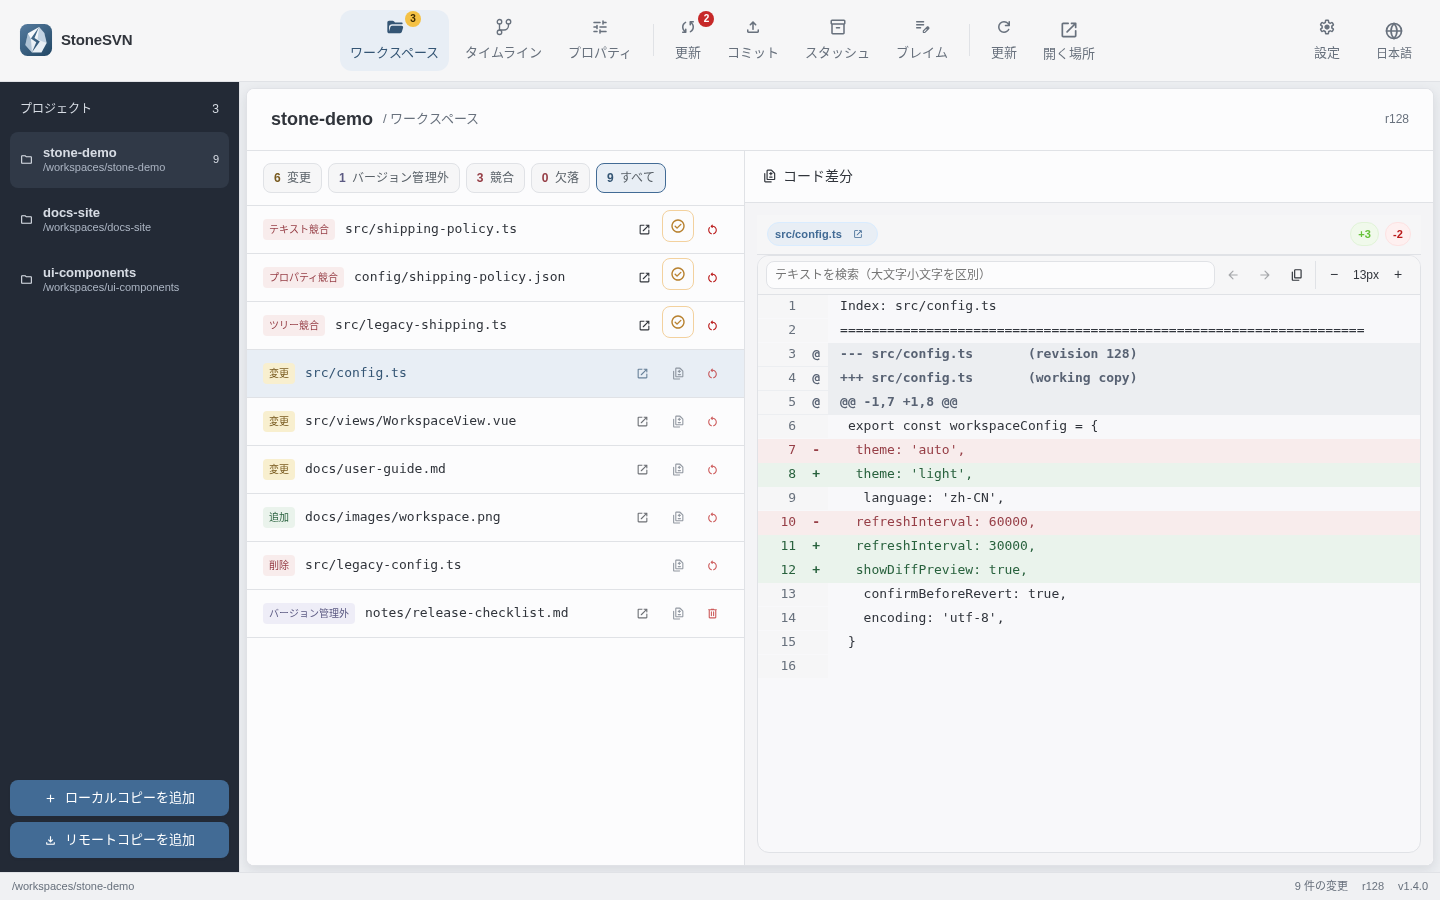 StoneSVN
3
ワークスペース
タイムライン
プロパティ
2
更新
コミット
スタッシュ
ブレイム
更新
開く場所
設定
日本語
プロジェクト 3
stone-demo
/workspaces/stone-demo
9
docs-site
/workspaces/docs-site
ui-components
/workspaces/ui-components
ローカルコピーを追加
リモートコピーを追加
stone-demo / ワークスペース r128
6 変更
1 バージョン管理外
3 競合
0 欠落
9 すべて
テキスト競合 src/shipping-policy.ts
プロパティ競合 config/shipping-policy.json
ツリー競合 src/legacy-shipping.ts
変更 src/config.ts
変更 src/views/WorkspaceView.vue
変更 docs/user-guide.md
追加 docs/images/workspace.png
削除 src/legacy-config.ts
バージョン管理外 notes/release-checklist.md
コード差分
src/config.ts +3 -2
テキストを検索（大文字小文字を区別） − 13px +
1 Index: src/config.ts
2 ===================================================================
3 @ --- src/config.ts (revision 128)
4 @ +++ src/config.ts (working copy)
5 @ @@ -1,7 +1,8 @@
6 export const workspaceConfig = {
7 - theme: 'auto',
8 + theme: 'light',
9 language: 'zh-CN',
10 - refreshInterval: 60000,
11 + refreshInterval: 30000,
12 + showDiffPreview: true,
13 confirmBeforeRevert: true,
14 encoding: 'utf-8',
15 }
16
/workspaces/stone-demo 9 件の変更 r128 v1.4.0